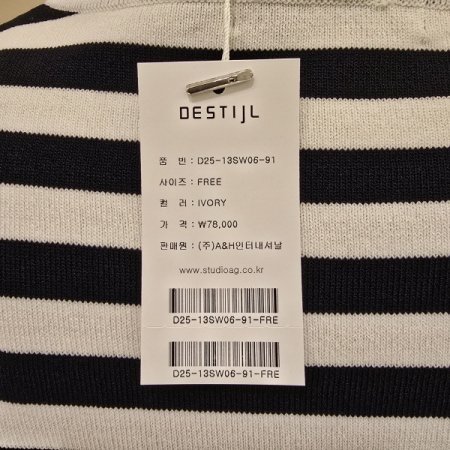 DESTIJL
품 번 : D25-13SW06-91
사이즈 : FREE
컬 러 : IVORY
가 격 : ₩78,000
판매원 : (주)A&H인터내셔날
www.studioag.co.kr
D25-13SW06-91-FRE
D25-13SW06-91-FRE